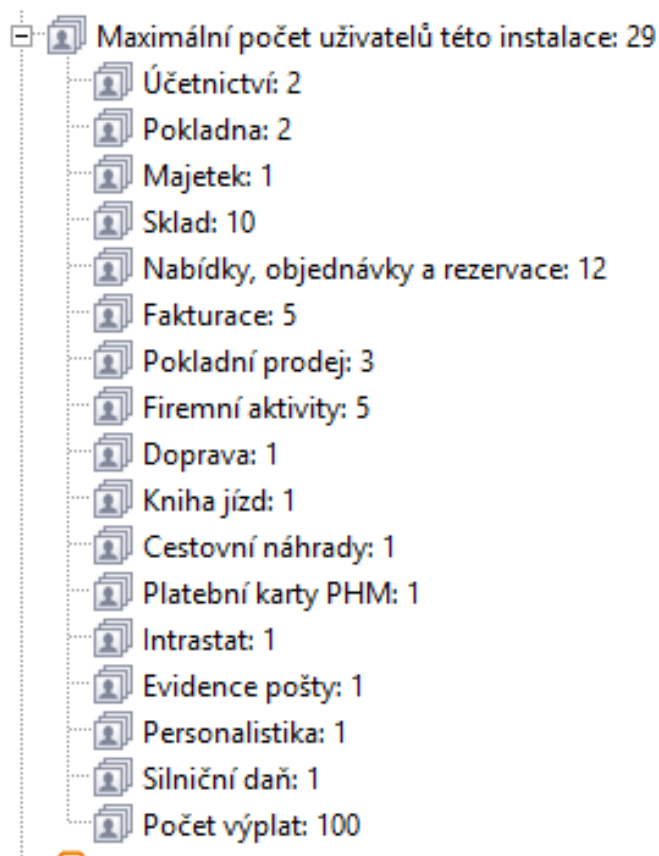 Maximální počet uživatelů této instalace: 29
Účetnictví: 2
Pokladna: 2
Majetek: 1
Sklad: 10
Nabídky, objednávky a rezervace: 12
Fakturace: 5
Pokladní prodej: 3
Firemní aktivity: 5
Doprava: 1
Kniha jízd: 1
Cestovní náhrady: 1
Platební karty PHM: 1
Intrastat: 1
Evidence pošty: 1
Personalistika: 1
Silniční daň: 1
Počet výplat: 100